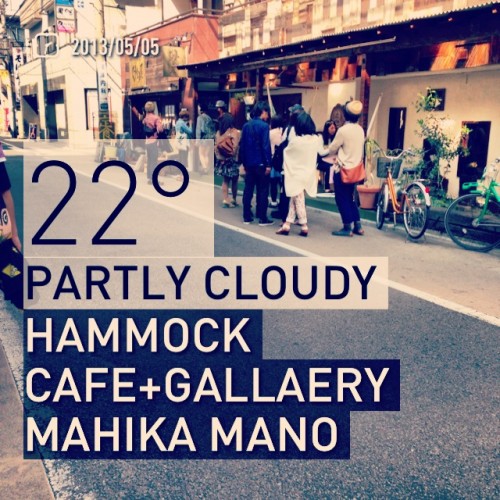 2013/05/05
22°
PARTLY CLOUDY
HAMMOCK
CAFE+GALLAERY
MAHIKA MANO